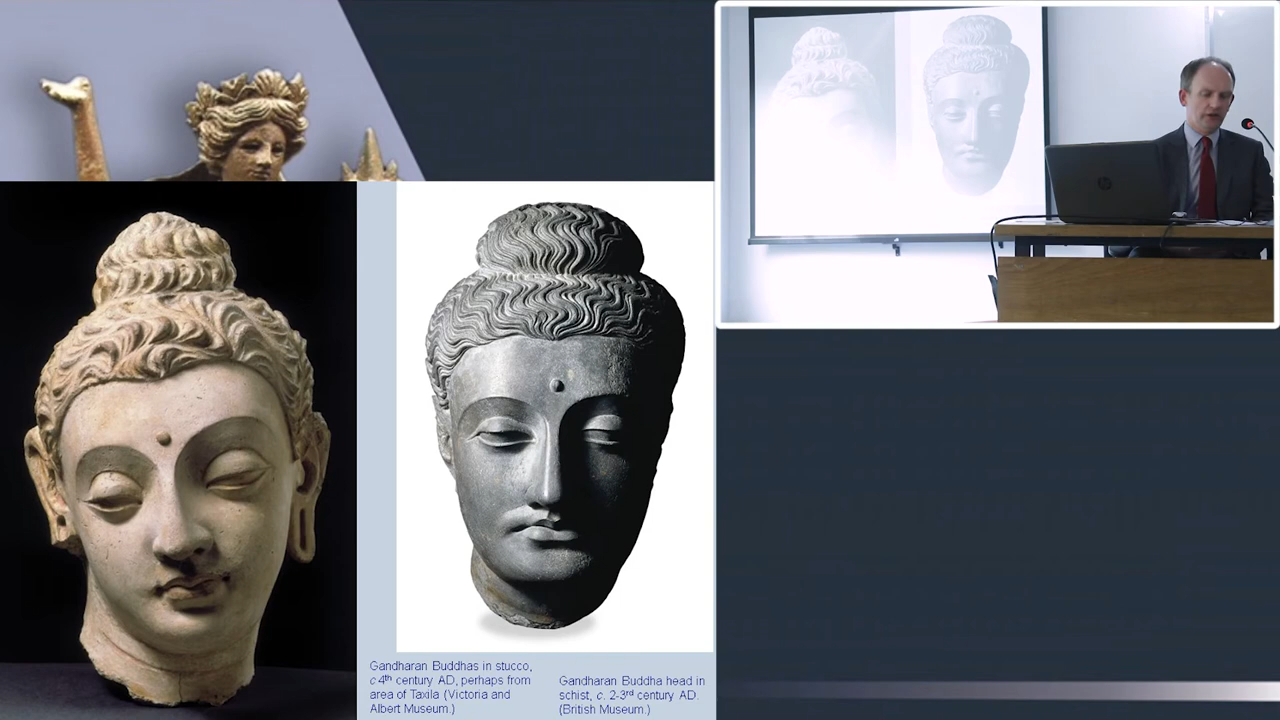 Gandharan Buddhas in stucco,
c 4th century AD, perhaps from
area of Taxila (Victoria and
Albert Museum.)
Gandharan Buddha head in
schist, c. 2-3rd century AD.
(British Museum.)